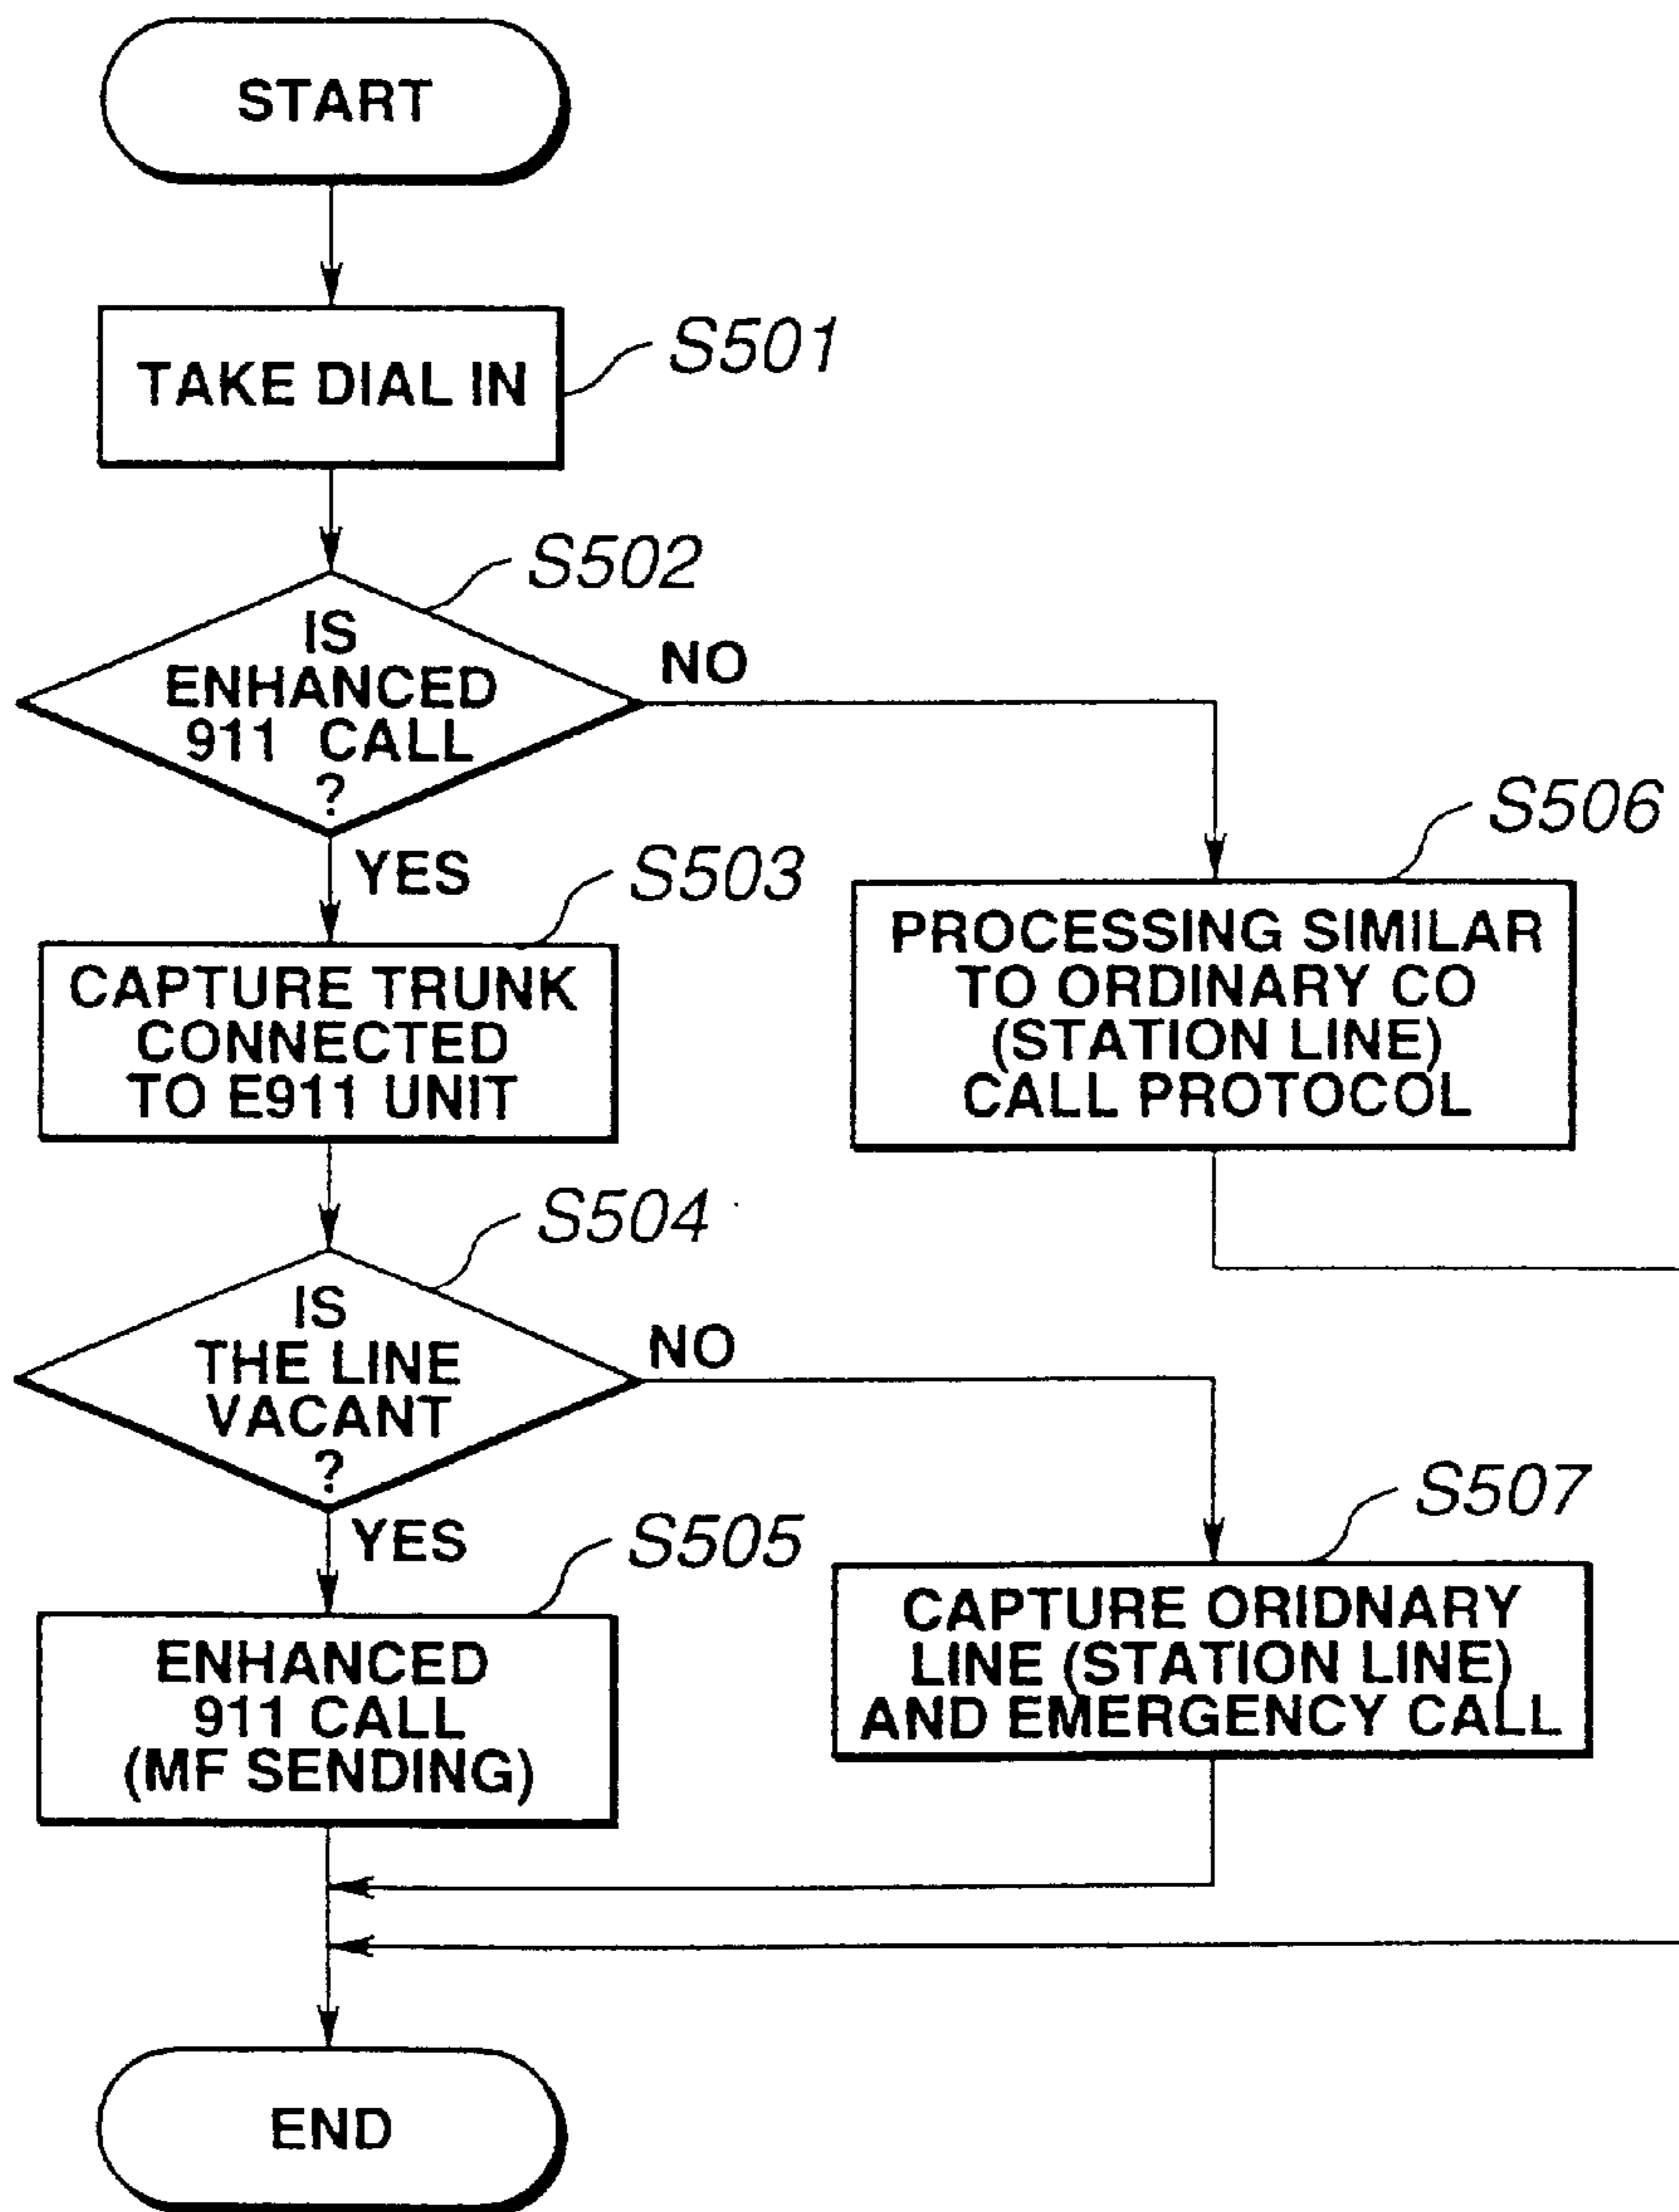 START
TAKE DIAL IN
S501
S502
IS
ENHANCED
911 CALL
?
NO
YES
S503
CAPTURE TRUNK
CONNECTED
TO E911 UNIT
S506
PROCESSING SIMILAR
TO ORDINARY CO
(STATION LINE)
CALL PROTOCOL
S504
IS
THE LINE
VACANT
?
NO
YES
S505
ENHANCED
911 CALL
(MF SENDING)
S507
CAPTURE ORIDNARY
LINE (STATION LINE)
AND EMERGENCY CALL
END